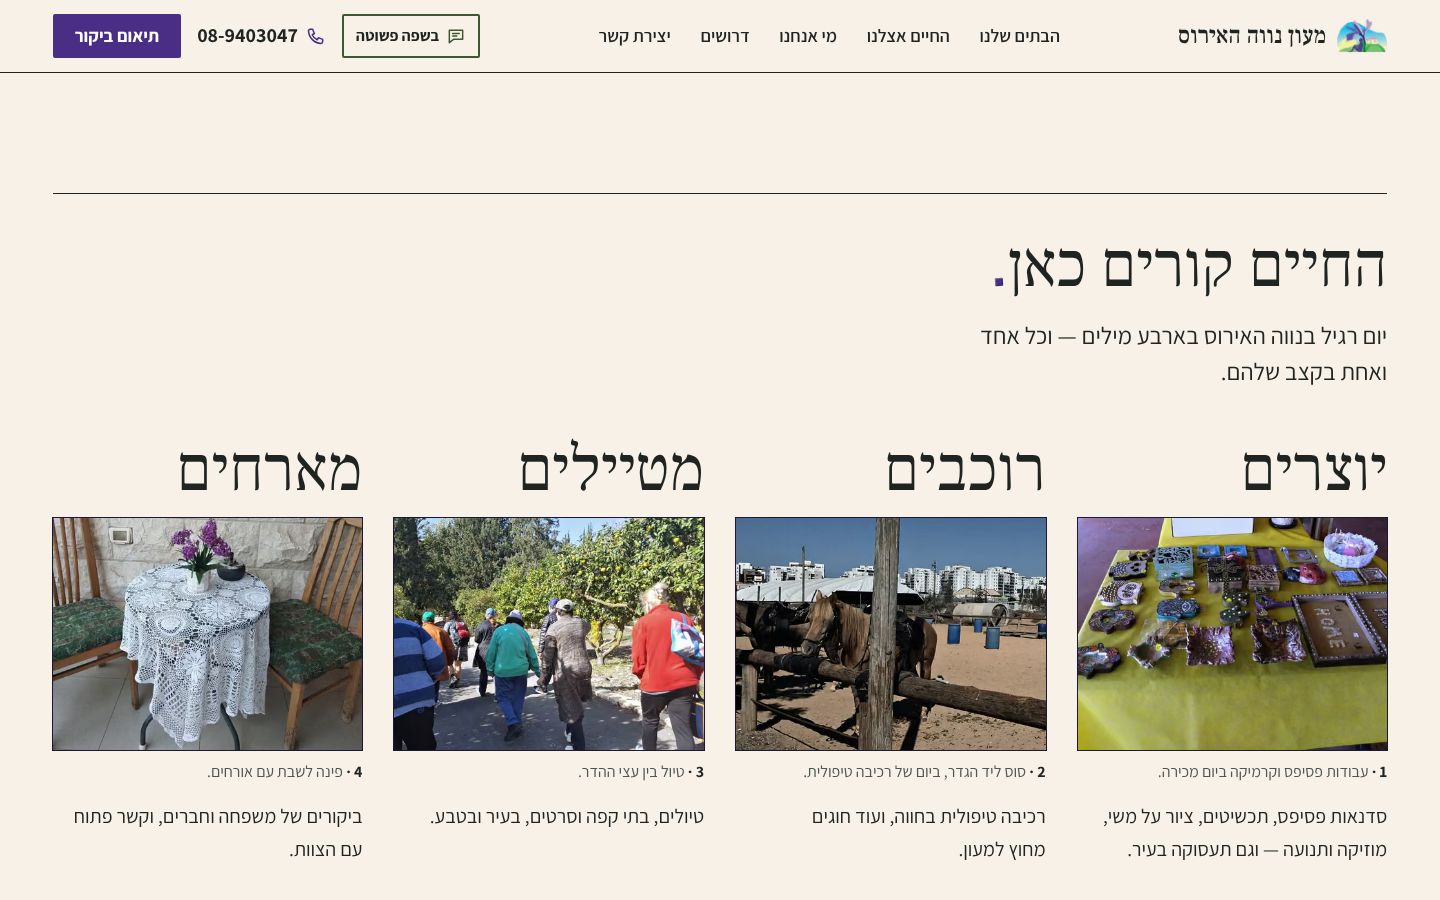 מעון נווה האירוס
הבתים שלנו
החיים אצלנו
מי אנחנו
דרושים
יצירת קשר
בשפה פשוטה
08-9403047
תיאום ביקור
החיים קורים כאן.
יום רגיל בנווה האירוס בארבע מילים — וכל אחד
ואחת בקצב שלהם.
יוצרים
HOME
1 · עבודות פסיפס וקרמיקה ביום מכירה.
סדנאות פסיפס, תכשיטים, ציור על משי,
מוזיקה ותנועה — וגם תעסוקה בעיר.
רוכבים
2 · סוס ליד הגדר, ביום של רכיבה טיפולית.
רכיבה טיפולית בחווה, ועוד חוגים
מחוץ למעון.
מטיילים
3 · טיול בין עצי ההדר.
טיולים, בתי קפה וסרטים, בעיר ובטבע.
מארחים
4 · פינה לשבת עם אורחים.
ביקורים של משפחה וחברים, וקשר פתוח
עם הצוות.